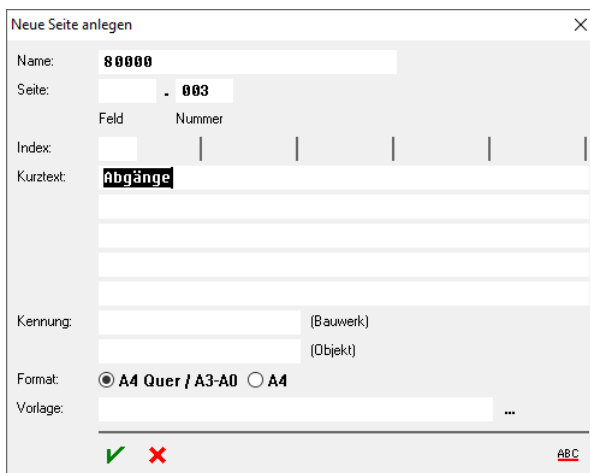 Neue Seite anlegen
Name: 80000
Seite: . 003
Feld Nummer
Index:
Kurztext: Abgänge
Kennung: (Bauwerk)
(Objekt)
Format: A4 Quer / A3-A0 A4
Vorlage: ...
ABC